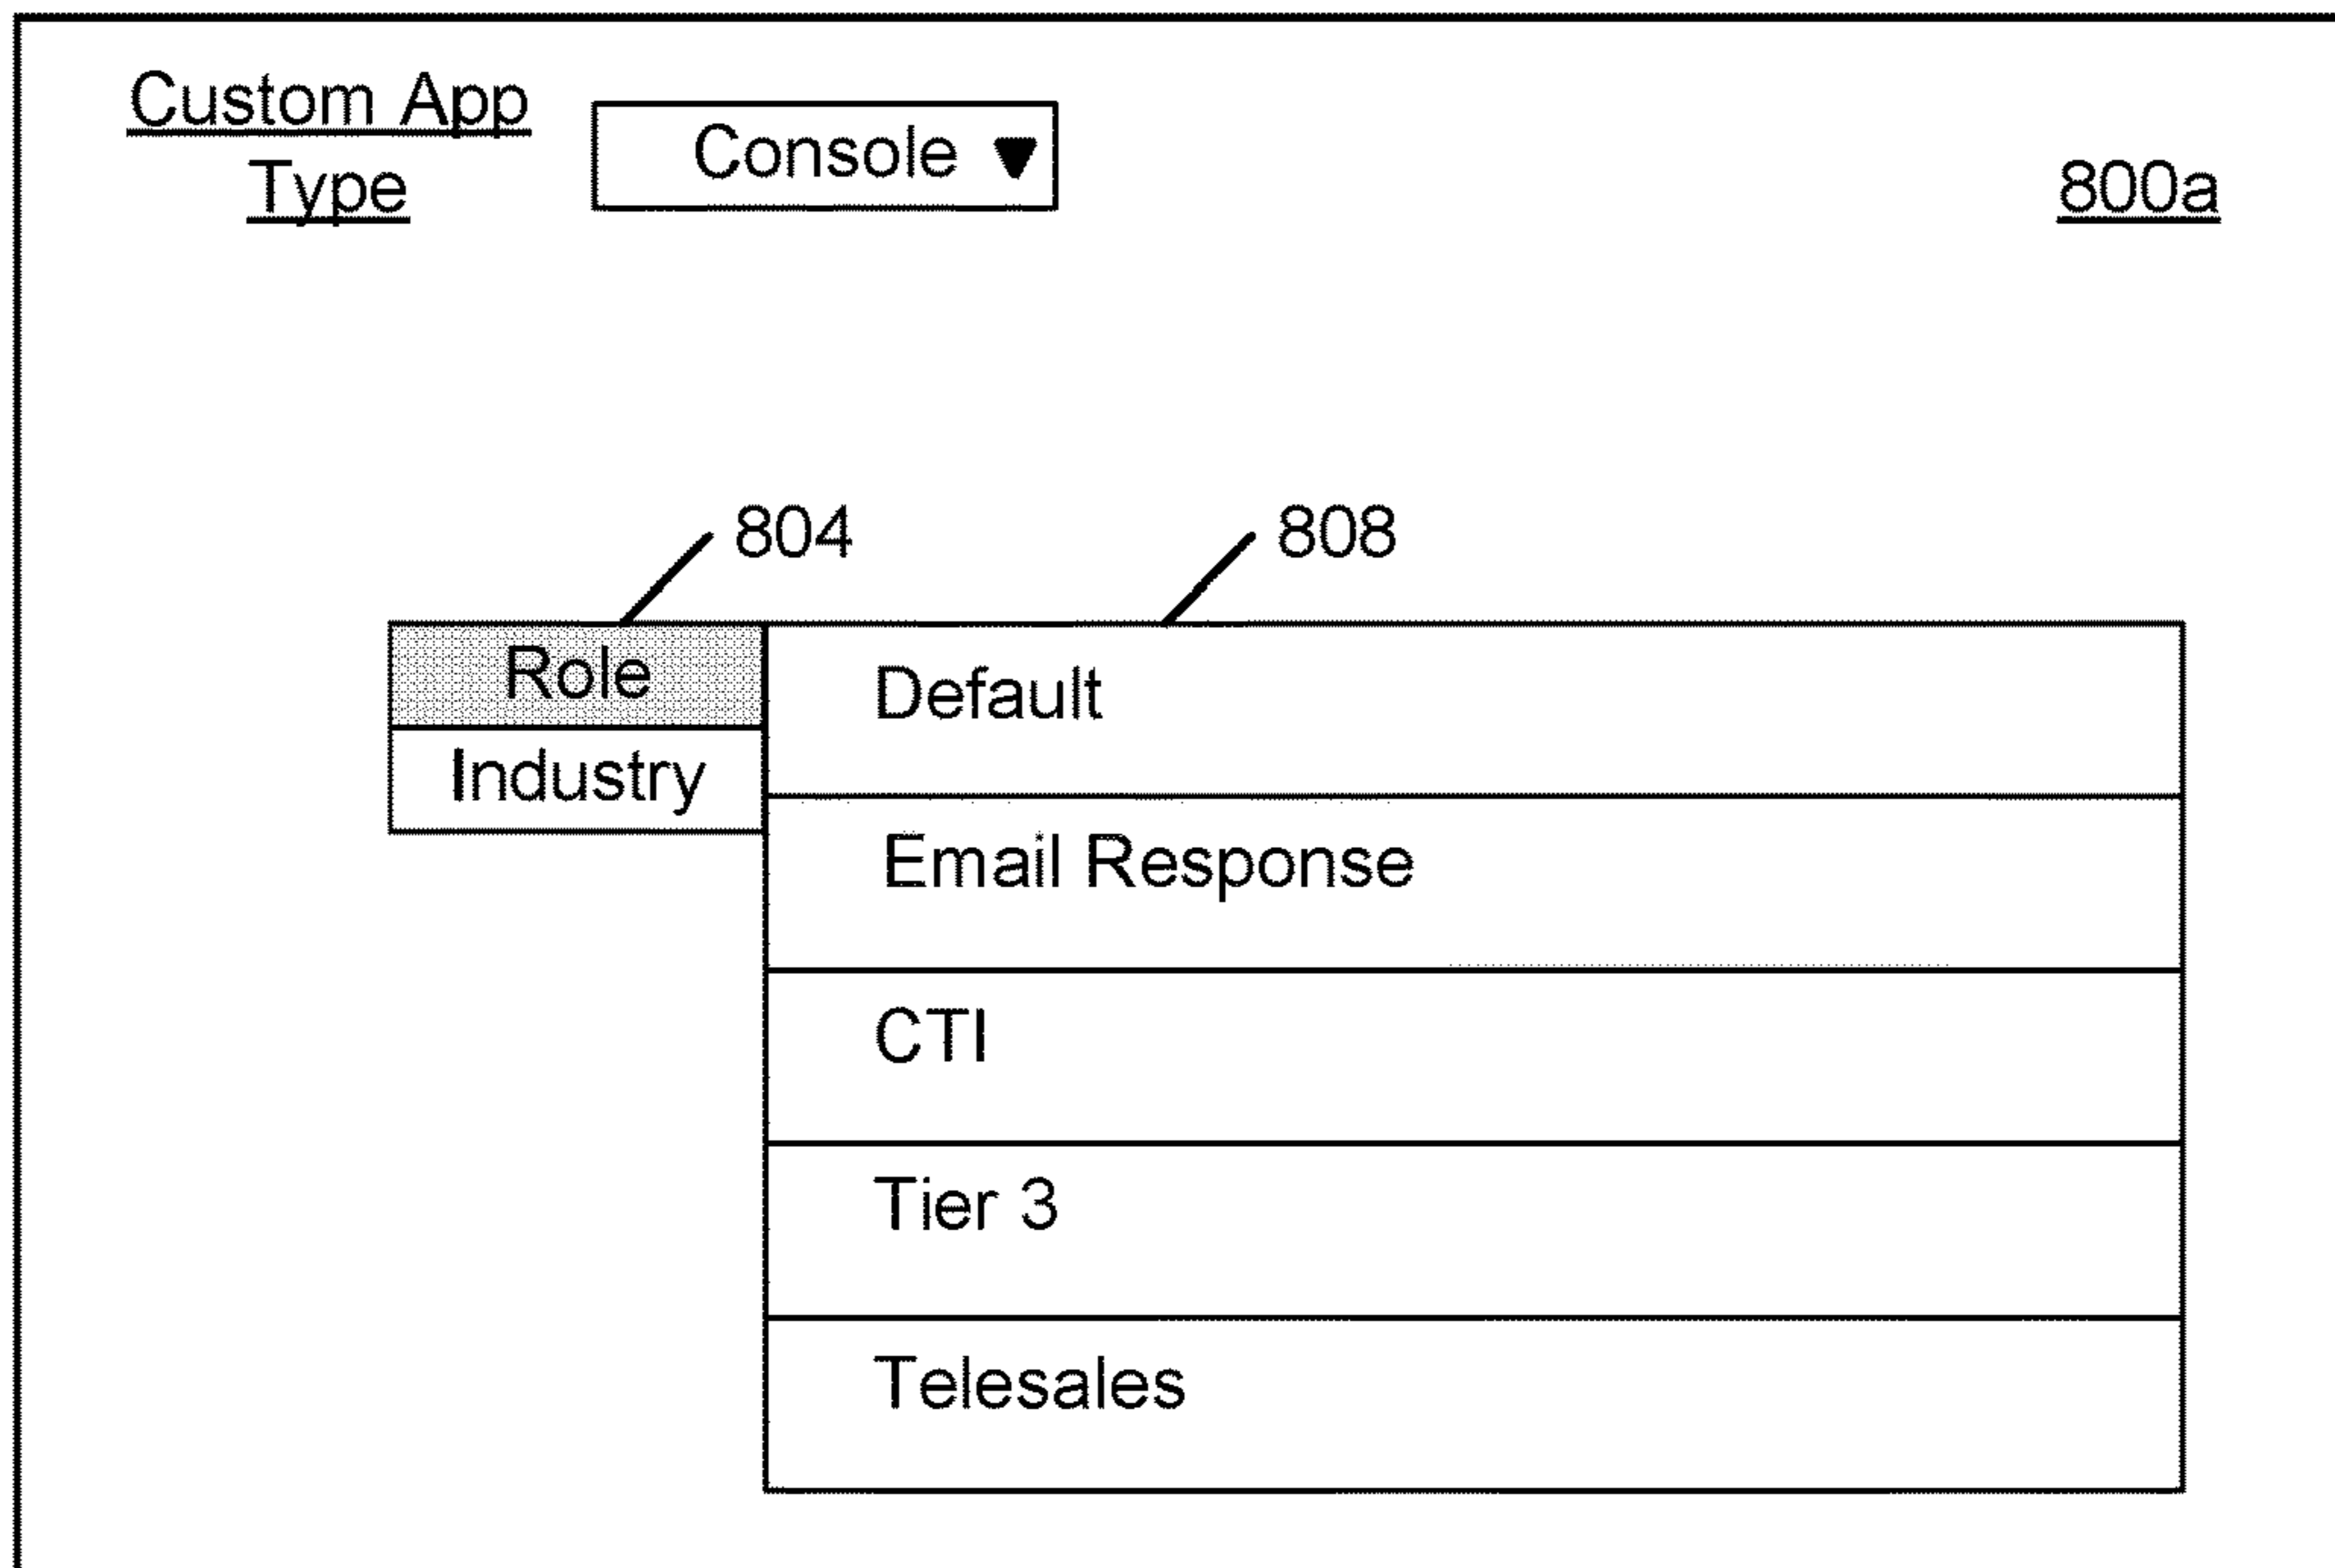 Custom App
Type
Console
800a
804
808
Role
Industry
Default
Email Response
CTI
Tier 3
Telesales